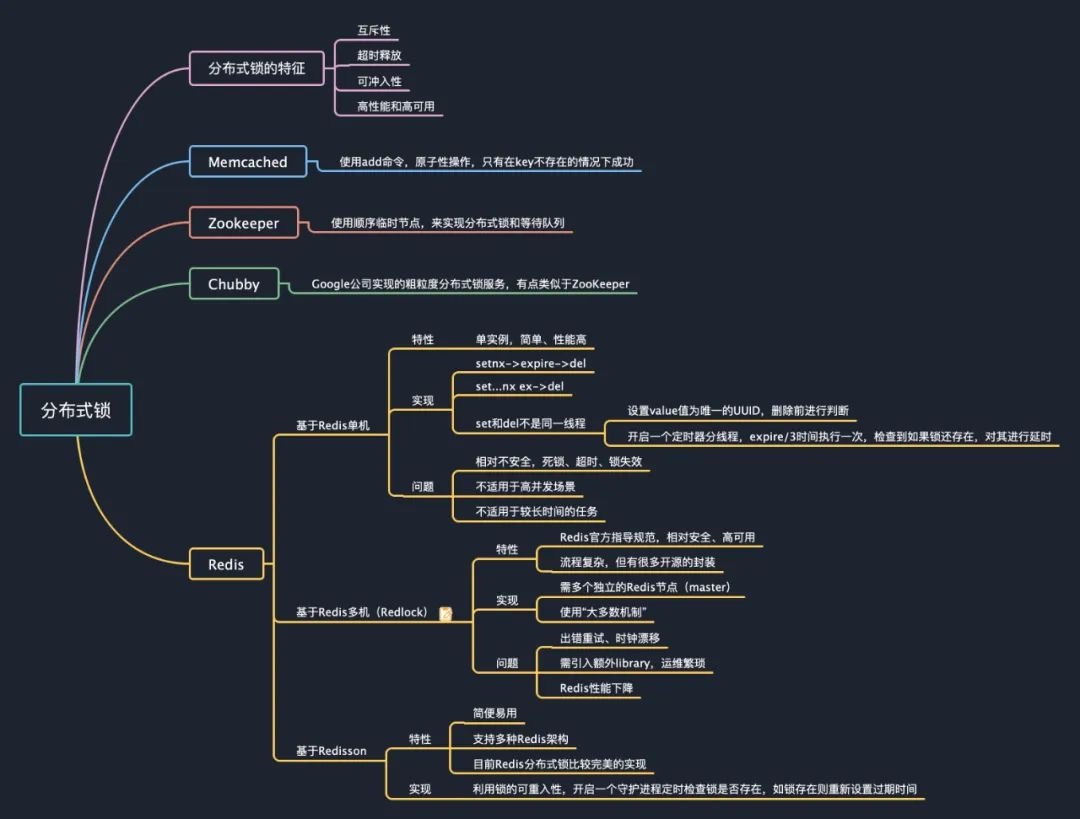 分布式锁
分布式锁的特征
互斥性
超时释放
可冲入性
高性能和高可用
Memcached
使用add命令，原子性操作，只有在key不存在的情况下成功
Zookeeper
使用顺序临时节点，来实现分布式锁和等待队列
Chubby
Google公司实现的粗粒度分布式锁服务，有点类似于ZooKeeper
Redis
基于Redis单机
特性
单实例，简单、性能高
实现
setnx->expire->del
set...nx ex->del
set和del不是同一线程
设置value值为唯一的UUID，删除前进行判断
开启一个定时器分线程，expire/3时间执行一次，检查到如果锁还存在，对其进行延时
问题
相对不安全，死锁、超时、锁失效
不适用于高并发场景
不适用于较长时间的任务
基于Redis多机（Redlock）
特性
Redis官方指导规范，相对安全、高可用
流程复杂，但有很多开源的封装
实现
需多个独立的Redis节点（master）
使用“大多数机制”
问题
出错重试、时钟漂移
需引入额外library，运维繁琐
Redis性能下降
基于Redisson
特性
简便易用
支持多种Redis架构
目前Redis分布式锁比较完美的实现
实现
利用锁的可重入性，开启一个守护进程定时检查锁是否存在，如锁存在则重新设置过期时间